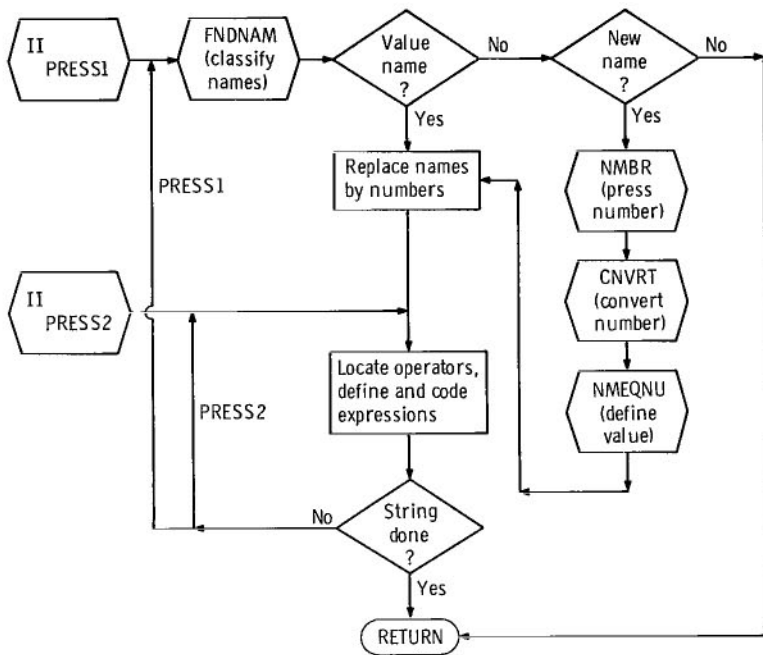 II
PRESS1
FNDNAM
(classify
names)
Value
name
?
No
New
name
?
No
Yes
Yes
PRESS1
Replace names
by numbers
NMBR
(press
number)
II
PRESS2
CNVRT
(convert
number)
Locate operators,
define and code
expressions
PRESS2
NMEQNU
(define
value)
No
String
done
?
Yes
RETURN